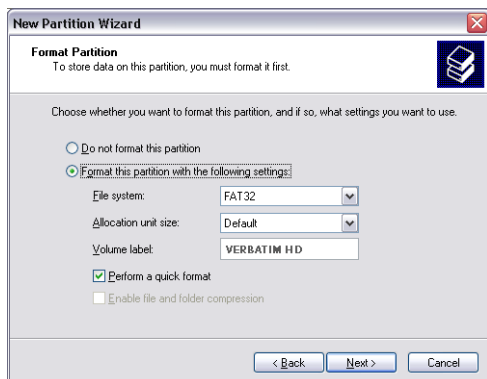 New Partition Wizard
Format Partition
To store data on this partition, you must format it first.
Choose whether you want to format this partition, and if so, what settings you want to use.
Do not format this partition
Format this partition with the following settings:
File system: FAT32
Allocation unit size: Default
Volume label: VERBATIM HD
Perform a quick format
Enable file and folder compression
< Back Next > Cancel